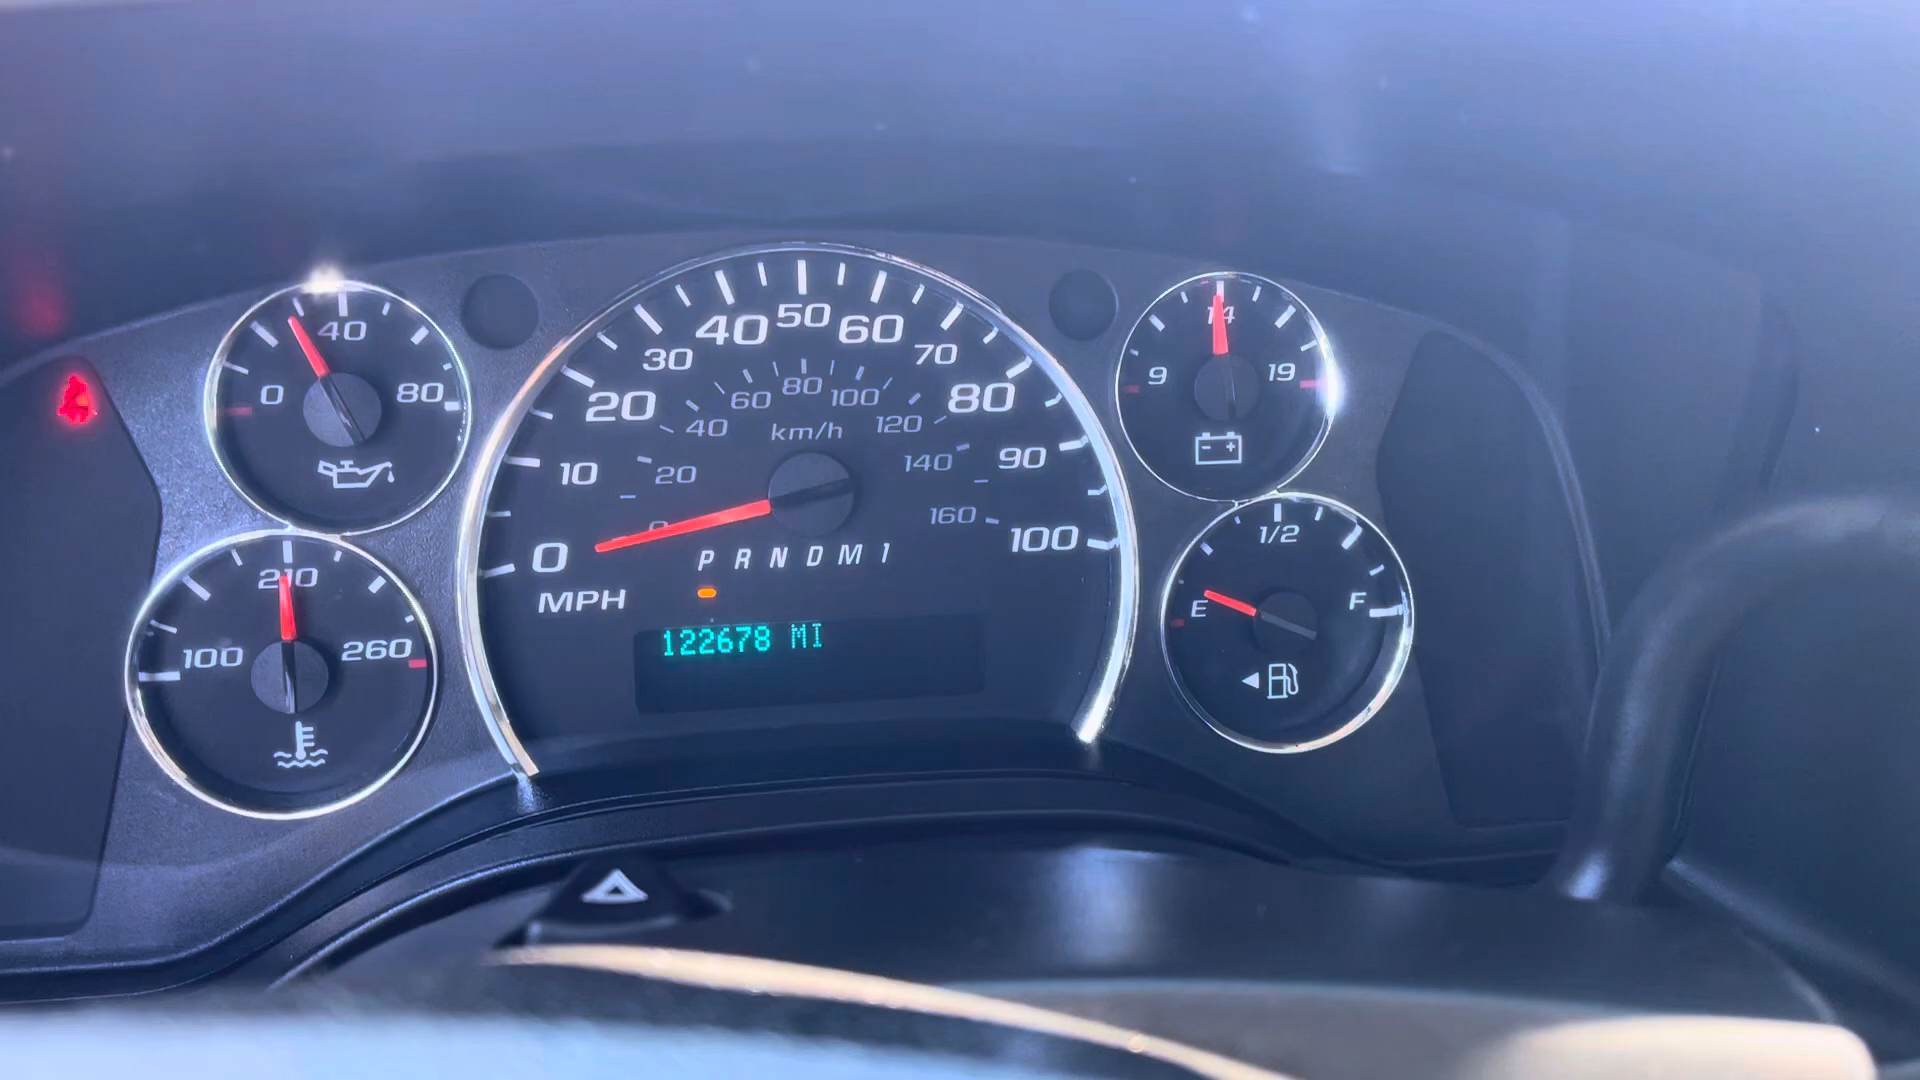 0 40 80
100 210 260
0 10 20 30 40 50 60 70 80 90 100
0 20 40 60 80 100 120 140 160
km/h
MPH
P R N D M 1
122678 MI
9 14 19
- +
E 1/2 F